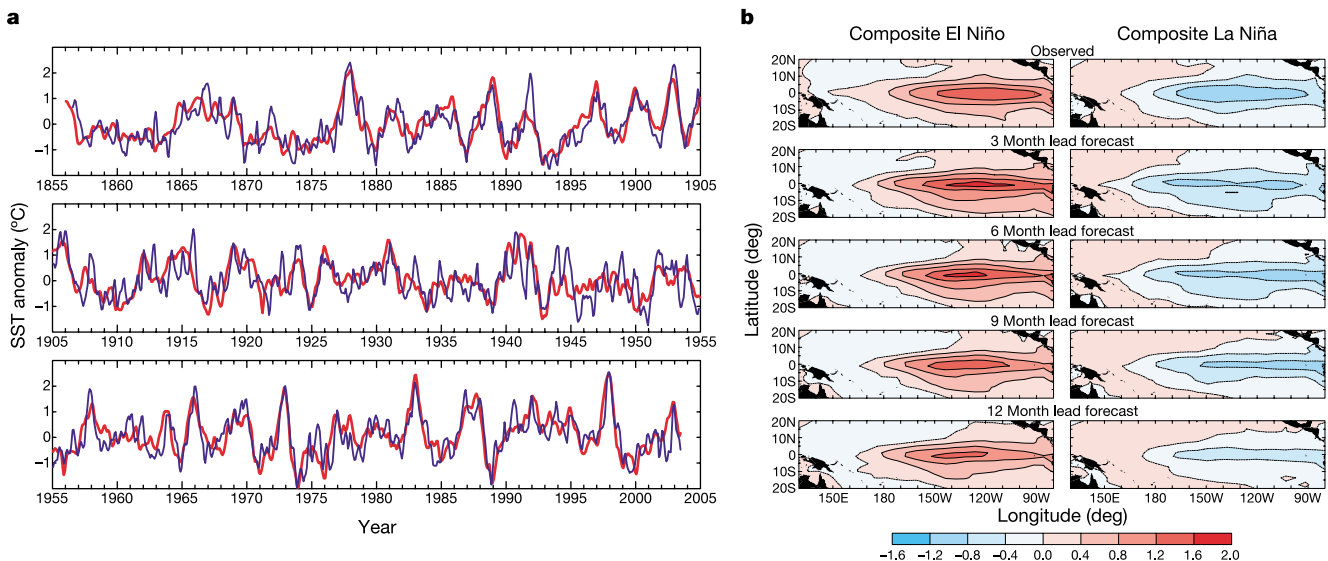 a
SST anomaly (°C)
2
1
0
−1
1855 1860 1865 1870 1875 1880 1885 1890 1895 1900 1905
2
1
0
−1
1905 1910 1915 1920 1925 1930 1935 1940 1945 1950 1955
2
1
0
−1
1955 1960 1965 1970 1975 1980 1985 1990 1995 2000 2005
Year
b
Composite El Niño Composite La Niña
Observed
Latitude (deg)
20N
10N
0
10S
20S
3 Month lead forecast
20N
10N
0
10S
20S
6 Month lead forecast
20N
10N
0
10S
20S
9 Month lead forecast
20N
10N
0
10S
20S
12 Month lead forecast
20N
10N
0
10S
20S
150E 180 150W 120W 90W 150E 180 150W 120W 90W
Longitude (deg)
−1.6 −1.2 −0.8 −0.4 0.0 0.4 0.8 1.2 1.6 2.0